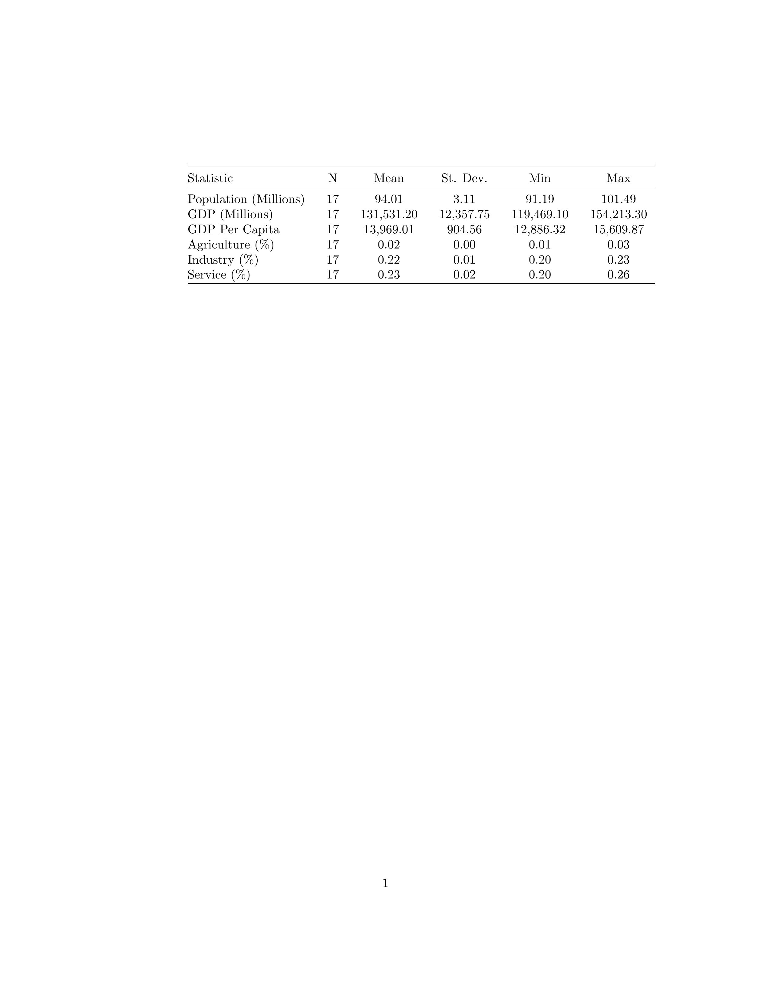 Statistic N Mean St. Dev. Min Max
Population (Millions) 17 94.01 3.11 91.19 101.49
GDP (Millions) 17 131,531.20 12,357.75 119,469.10 154,213.30
GDP Per Capita 17 13,969.01 904.56 12,886.32 15,609.87
Agriculture (%) 17 0.02 0.00 0.01 0.03
Industry (%) 17 0.22 0.01 0.20 0.23
Service (%) 17 0.23 0.02 0.20 0.26
1